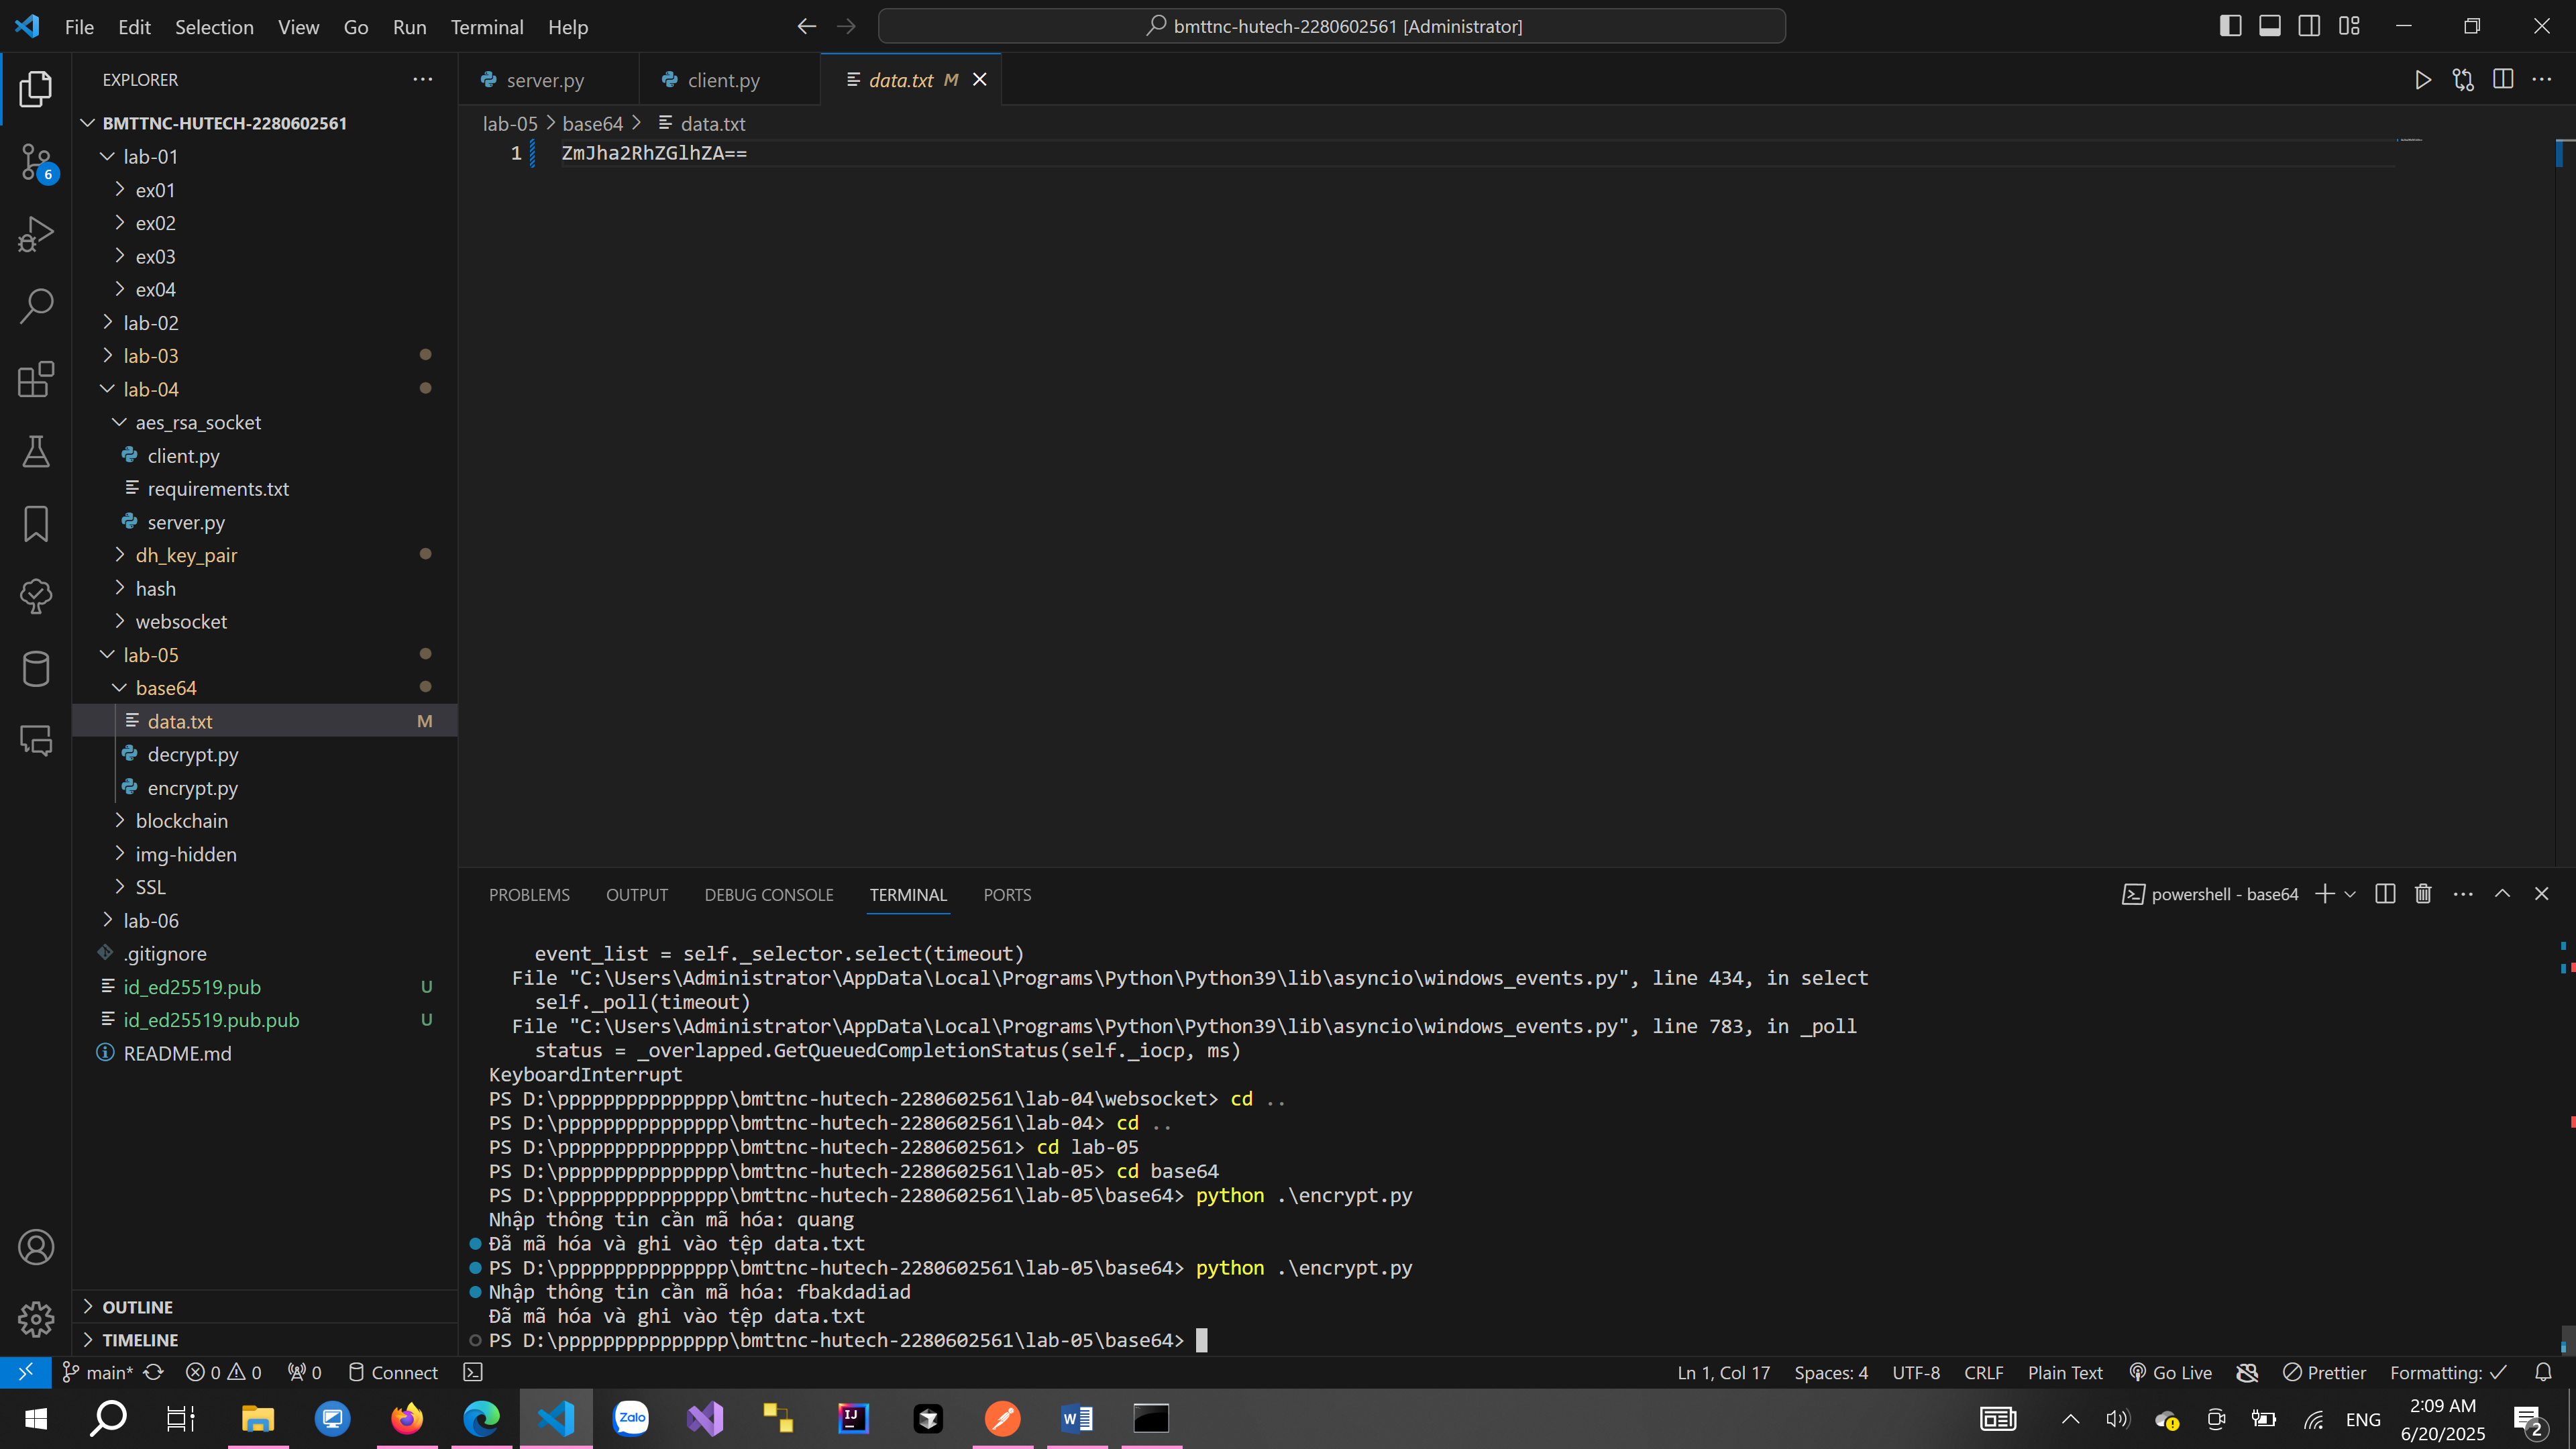 File Edit Selection View Go Run Terminal Help
bmttnc-hutech-2280602561 [Administrator]
EXPLORER
BMTTNC-HUTECH-2280602561
lab-01
ex01
ex02
ex03
ex04
lab-02
lab-03
lab-04
aes_rsa_socket
client.py
requirements.txt
server.py
dh_key_pair
hash
websocket
lab-05
base64
data.txt M
decrypt.py
encrypt.py
blockchain
img-hidden
SSL
lab-06
.gitignore
id_ed25519.pub U
id_ed25519.pub.pub U
README.md
OUTLINE
TIMELINE
6
server.py client.py data.txt M
lab-05 > base64 > data.txt
1 ZmJha2RhZGlhZA==
PROBLEMS OUTPUT DEBUG CONSOLE TERMINAL PORTS
powershell - base64
event_list = self._selector.select(timeout)
File "C:\Users\Administrator\AppData\Local\Programs\Python\Python39\lib\asyncio\windows_events.py", line 434, in select
self._poll(timeout)
File "C:\Users\Administrator\AppData\Local\Programs\Python\Python39\lib\asyncio\windows_events.py", line 783, in _poll
status = _overlapped.GetQueuedCompletionStatus(self._iocp, ms)
KeyboardInterrupt
PS D:\ppppppppppppppp\bmttnc-hutech-2280602561\lab-04\websocket> cd ..
PS D:\ppppppppppppppp\bmttnc-hutech-2280602561\lab-04> cd ..
PS D:\ppppppppppppppp\bmttnc-hutech-2280602561> cd lab-05
PS D:\ppppppppppppppp\bmttnc-hutech-2280602561\lab-05> cd base64
PS D:\ppppppppppppppp\bmttnc-hutech-2280602561\lab-05\base64> python .\encrypt.py
Nhập thông tin cần mã hóa: quang
Đã mã hóa và ghi vào tệp data.txt
PS D:\ppppppppppppppp\bmttnc-hutech-2280602561\lab-05\base64> python .\encrypt.py
Nhập thông tin cần mã hóa: fbakdadiad
Đã mã hóa và ghi vào tệp data.txt
PS D:\ppppppppppppppp\bmttnc-hutech-2280602561\lab-05\base64>
main* 0 0 0 Connect Ln 1, Col 17 Spaces: 4 UTF-8 CRLF Plain Text Go Live Prettier Formatting: ✓
Zalo IJ W ENG 2:09 AM
6/20/2025 2